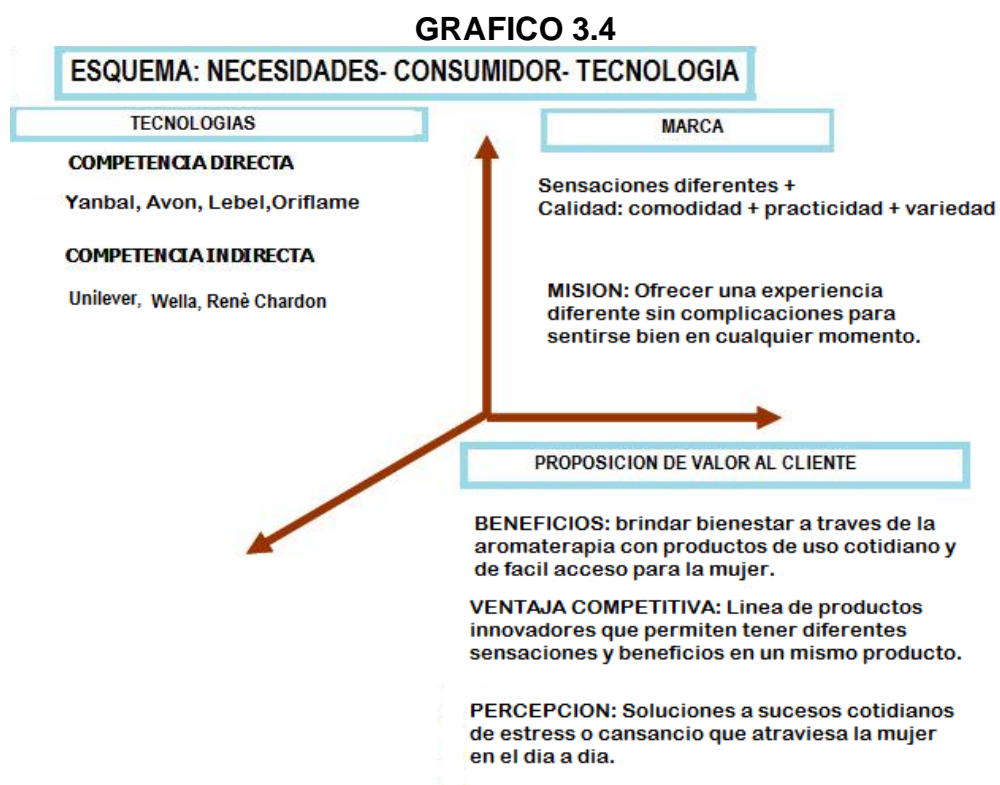 GRAFICO 3.4
ESQUEMA: NECESIDADES- CONSUMIDOR- TECNOLOGIA
TECNOLOGIAS
COMPETENCIA DIRECTA
Yanbal, Avon, Lebel,Oriflame
COMPETENCIA INDIRECTA
Unilever, Wella, Renè Chardon
MARCA
Sensaciones diferentes +
Calidad: comodidad + practicidad + variedad
MISION: Ofrecer una experiencia
diferente sin complicaciones para
sentirse bien en cualquier momento.
PROPOSICION DE VALOR AL CLIENTE
BENEFICIOS: brindar bienestar a traves de la
aromaterapia con productos de uso cotidiano y
de facil acceso para la mujer.
VENTAJA COMPETITIVA: Linea de productos
innovadores que permiten tener diferentes
sensaciones y beneficios en un mismo producto.
PERCEPCION: Soluciones a sucesos cotidianos
de estress o cansancio que atraviesa la mujer
en el dia a dia.